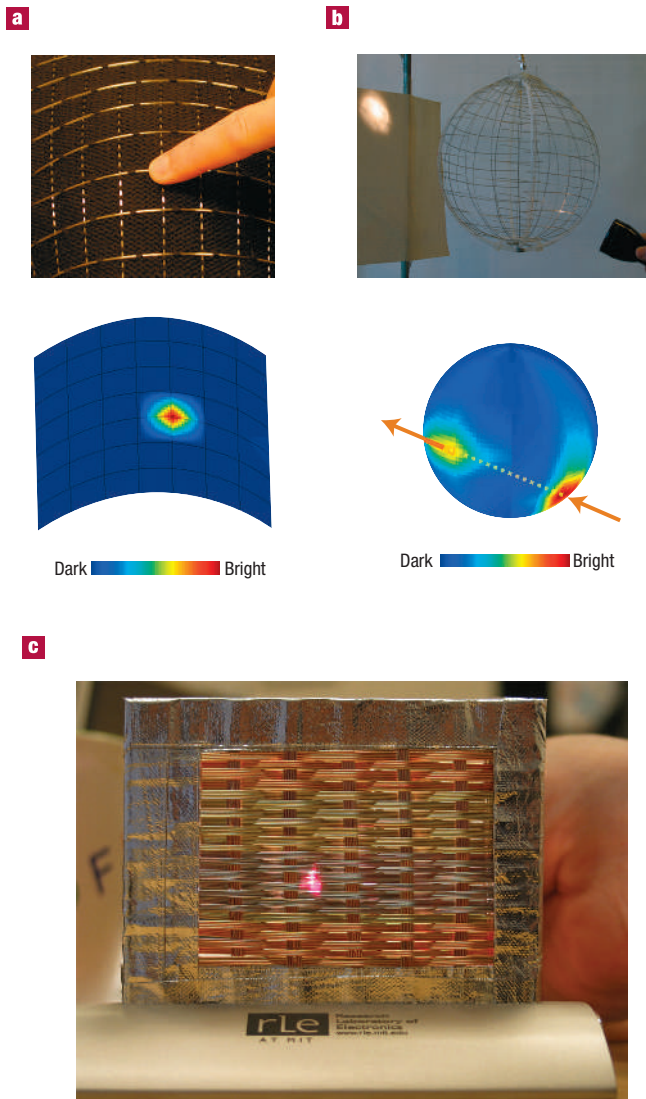 a
b
Dark
Bright
Dark
Bright
c
F
rLe
Research
Laboratory of
Electronics
www.rle.mit.edu
AT MIT